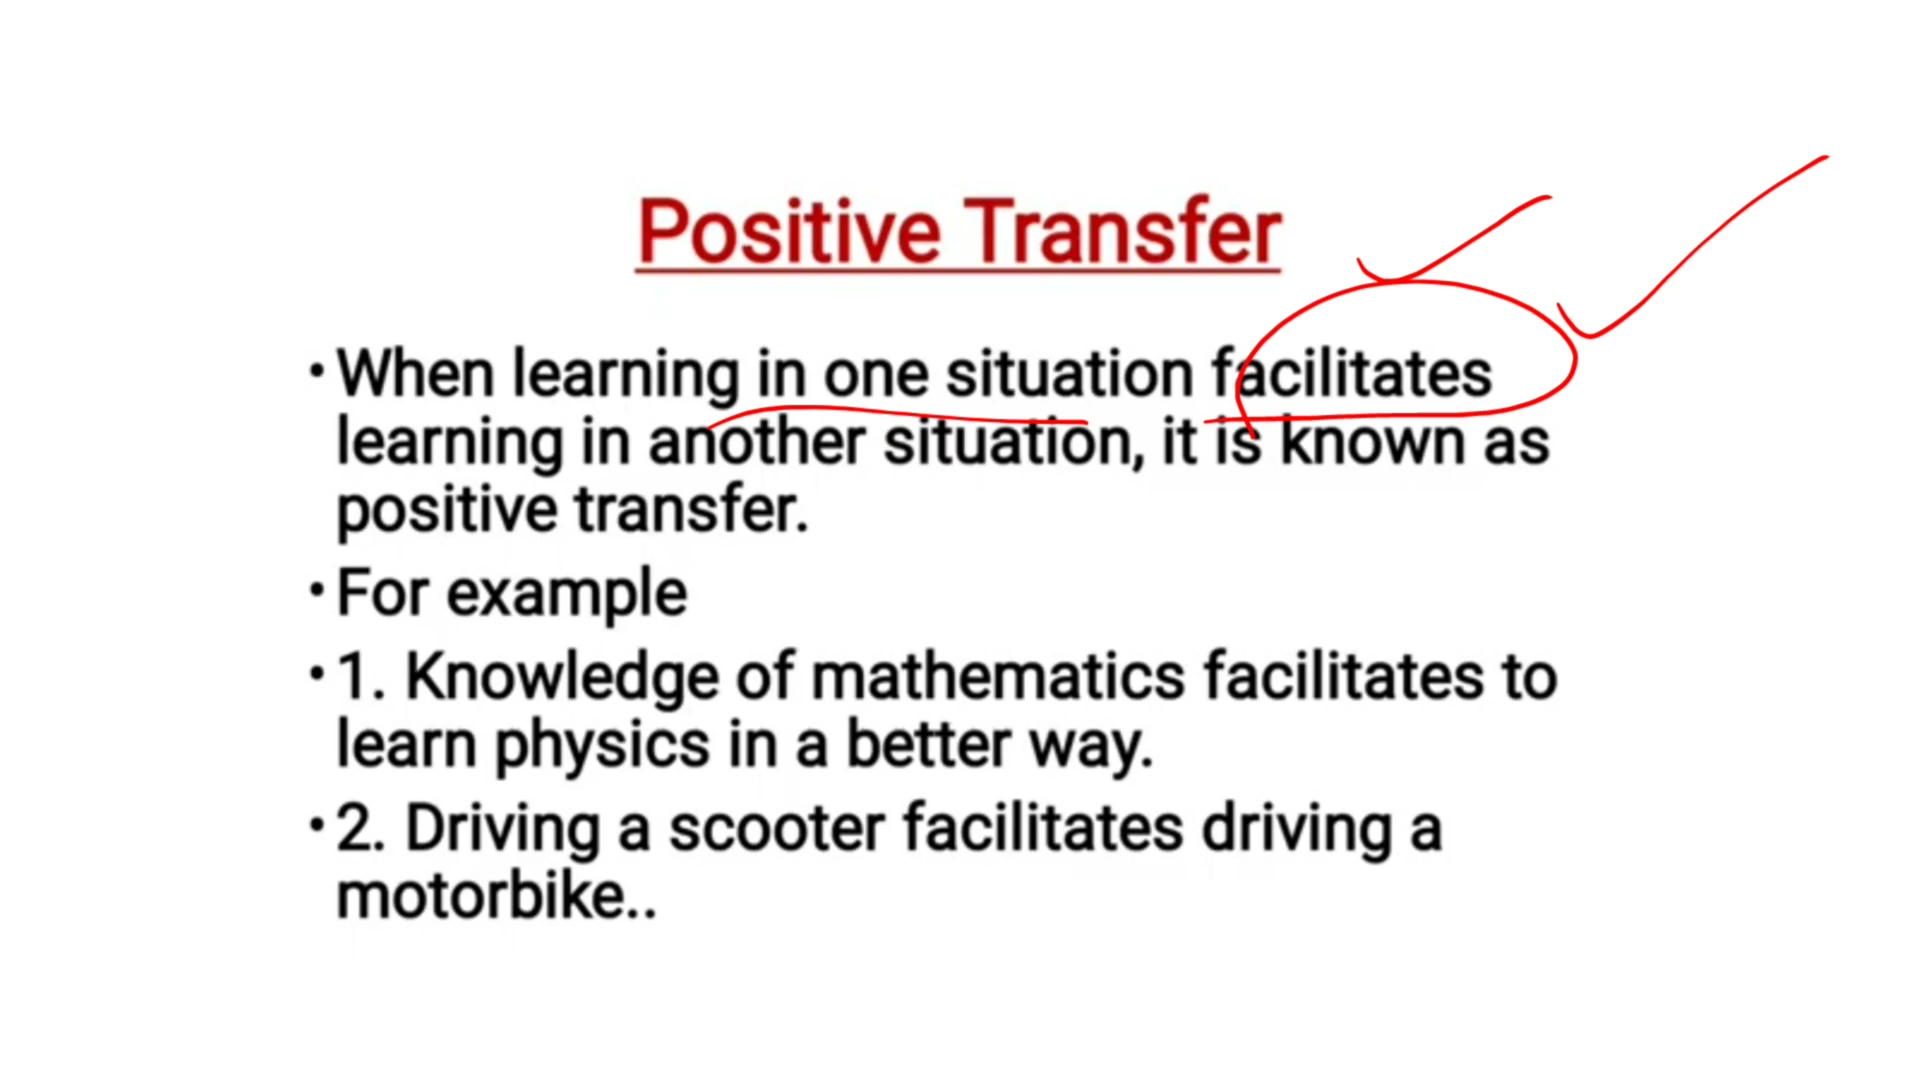 Positive Transfer
• When learning in one situation facilitates
learning in another situation, it is known as
positive transfer.
• For example
• 1. Knowledge of mathematics facilitates to
learn physics in a better way.
• 2. Driving a scooter facilitates driving a
motorbike..